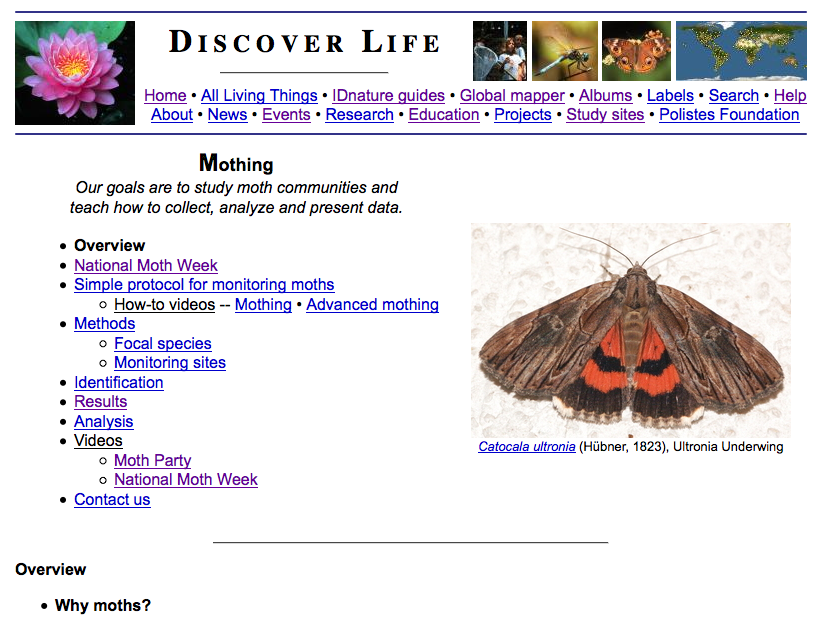 DISCOVER LIFE
Home • All Living Things • IDnature guides • Global mapper • Albums • Labels • Search • Help
About • News • Events • Research • Education • Projects • Study sites • Polistes Foundation
Mothing
Our goals are to study moth communities and
teach how to collect, analyze and present data.
• Overview
• National Moth Week
• Simple protocol for monitoring moths
◦ How-to videos -- Mothing • Advanced mothing
• Methods
◦ Focal species
◦ Monitoring sites
• Identification
• Results
• Analysis
• Videos
◦ Moth Party
◦ National Moth Week
• Contact us
Catocala ultronia (Hübner, 1823), Ultronia Underwing
Overview
• Why moths?